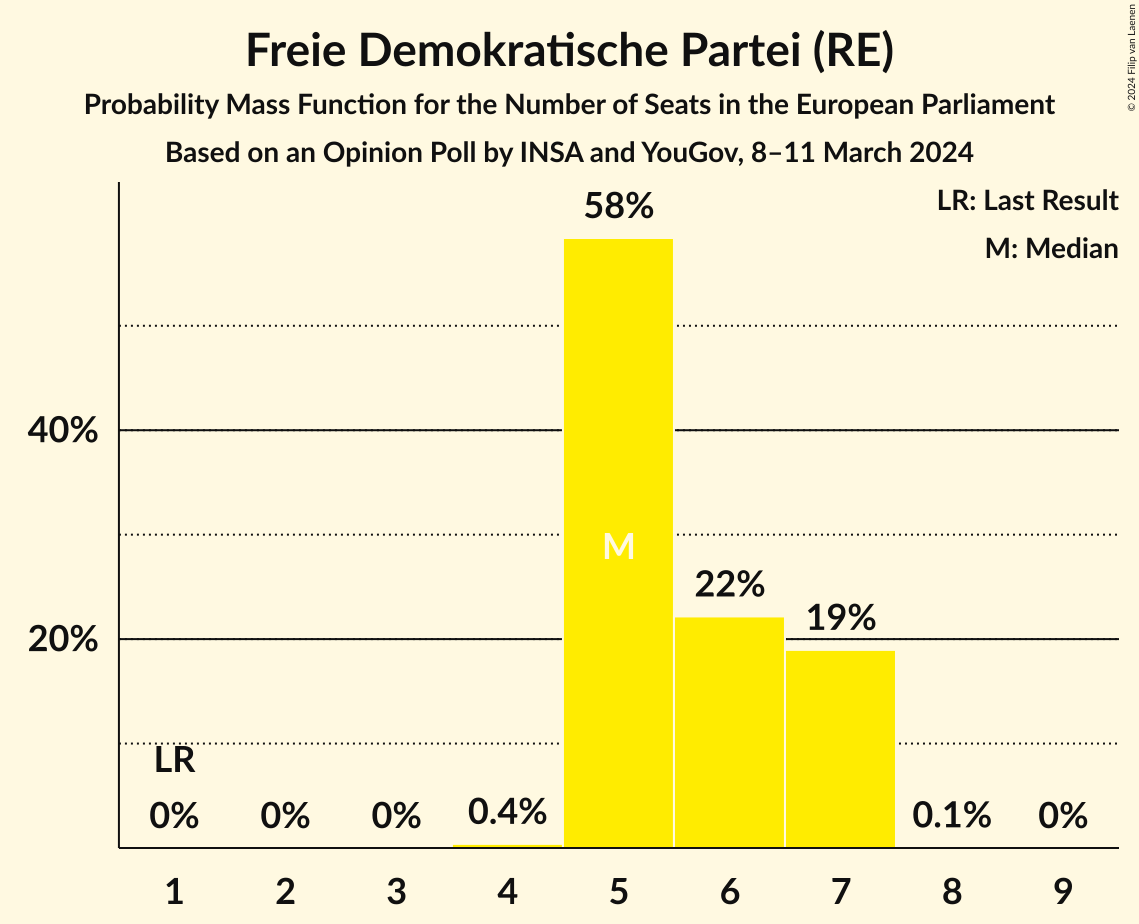 Freie Demokratische Partei (RE)
Probability Mass Function for the Number of Seats in the European Parliament
Based on an Opinion Poll by INSA and YouGov, 8–11 March 2024
© 2024 Filip van Laenen
LR: Last Result
M: Median
58%
40%
M
22%
19%
20%
LR
0%
0%
0%
0.4%
0.1%
0%
1 2 3 4 5 6 7 8 9